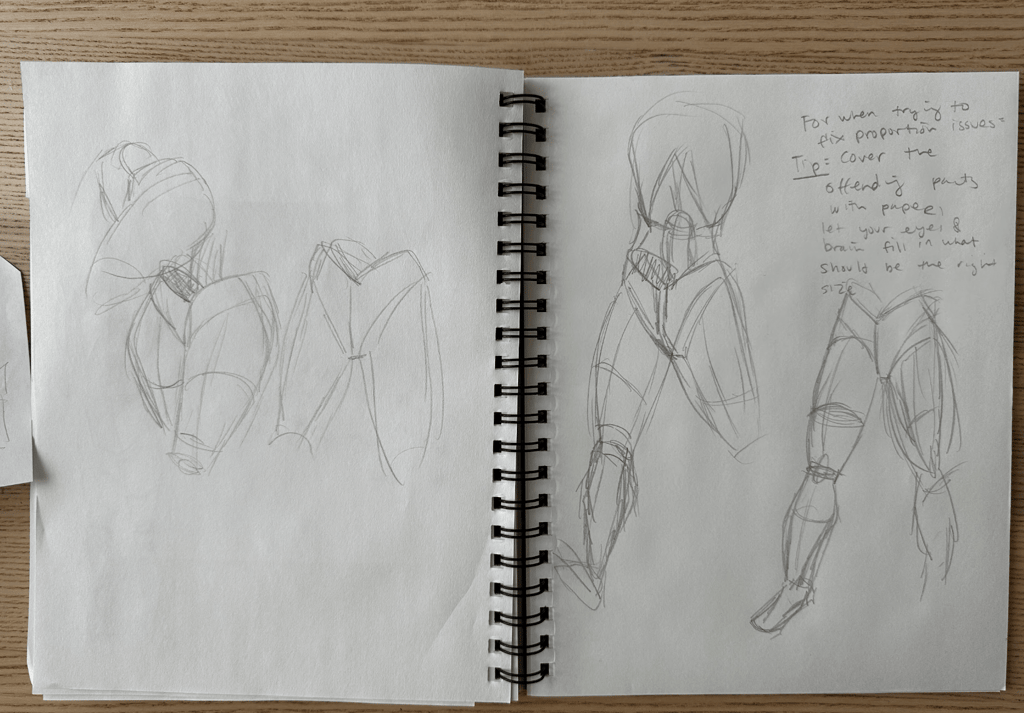 For when trying to
fix proportion issues=
Tip= Cover the
offending parts
with paper,
let your eyes &
brain fill in what
should be the right
size